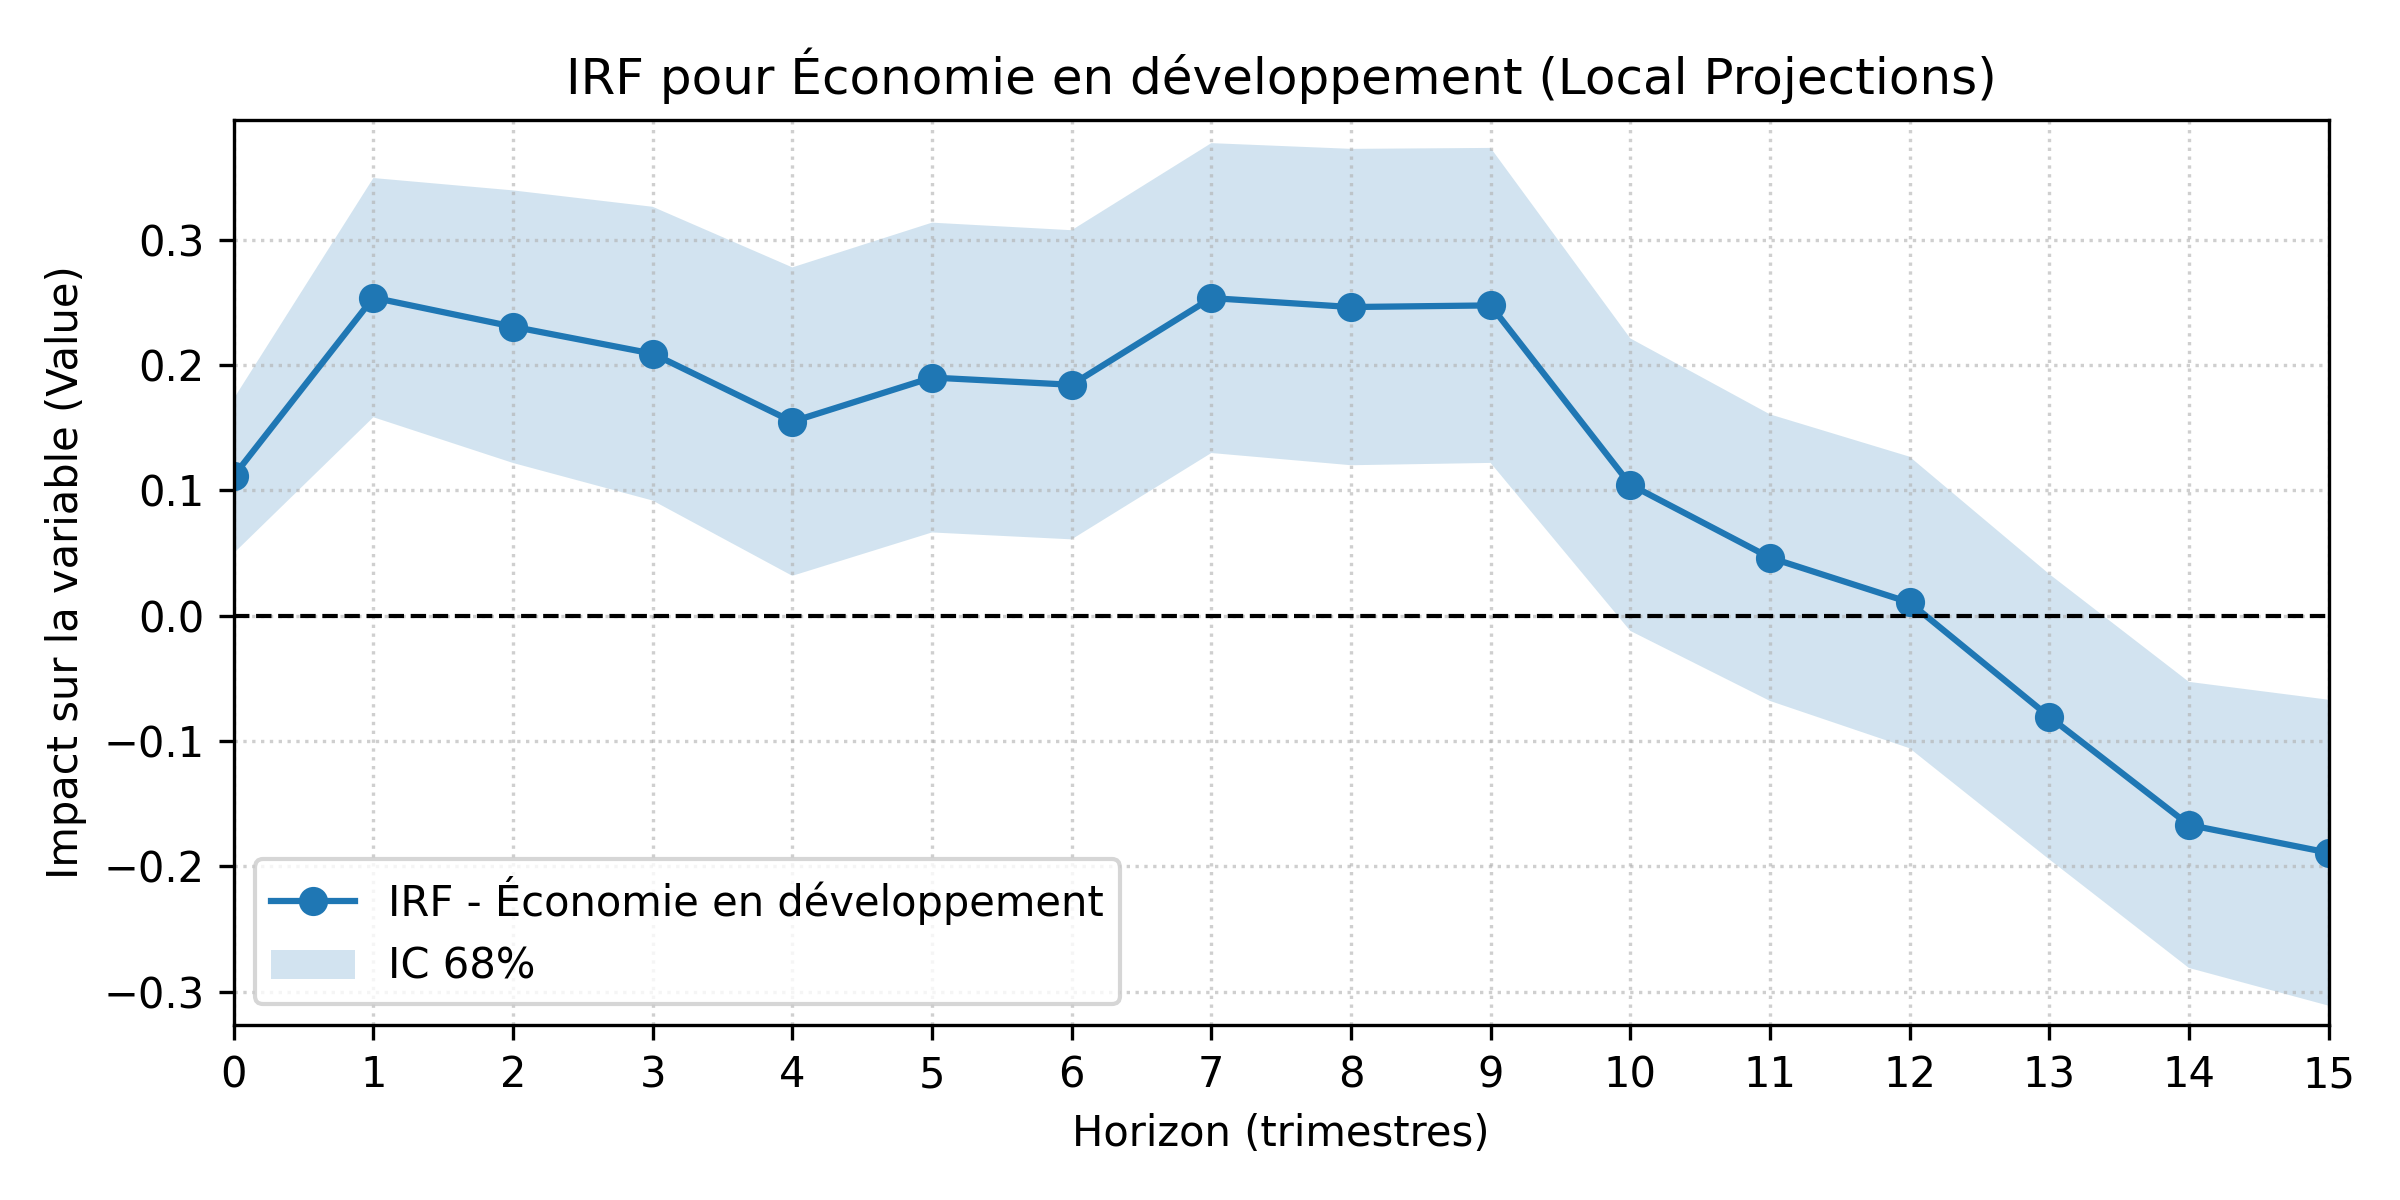 IRF pour Économie en développement (Local Projections)
Impact sur la variable (Value)
0.3
0.2
0.1
0.0
−0.1
−0.2
−0.3
IRF - Économie en développement
IC 68%
0 1 2 3 4 5 6 7 8 9 10 11 12 13 14 15
Horizon (trimestres)